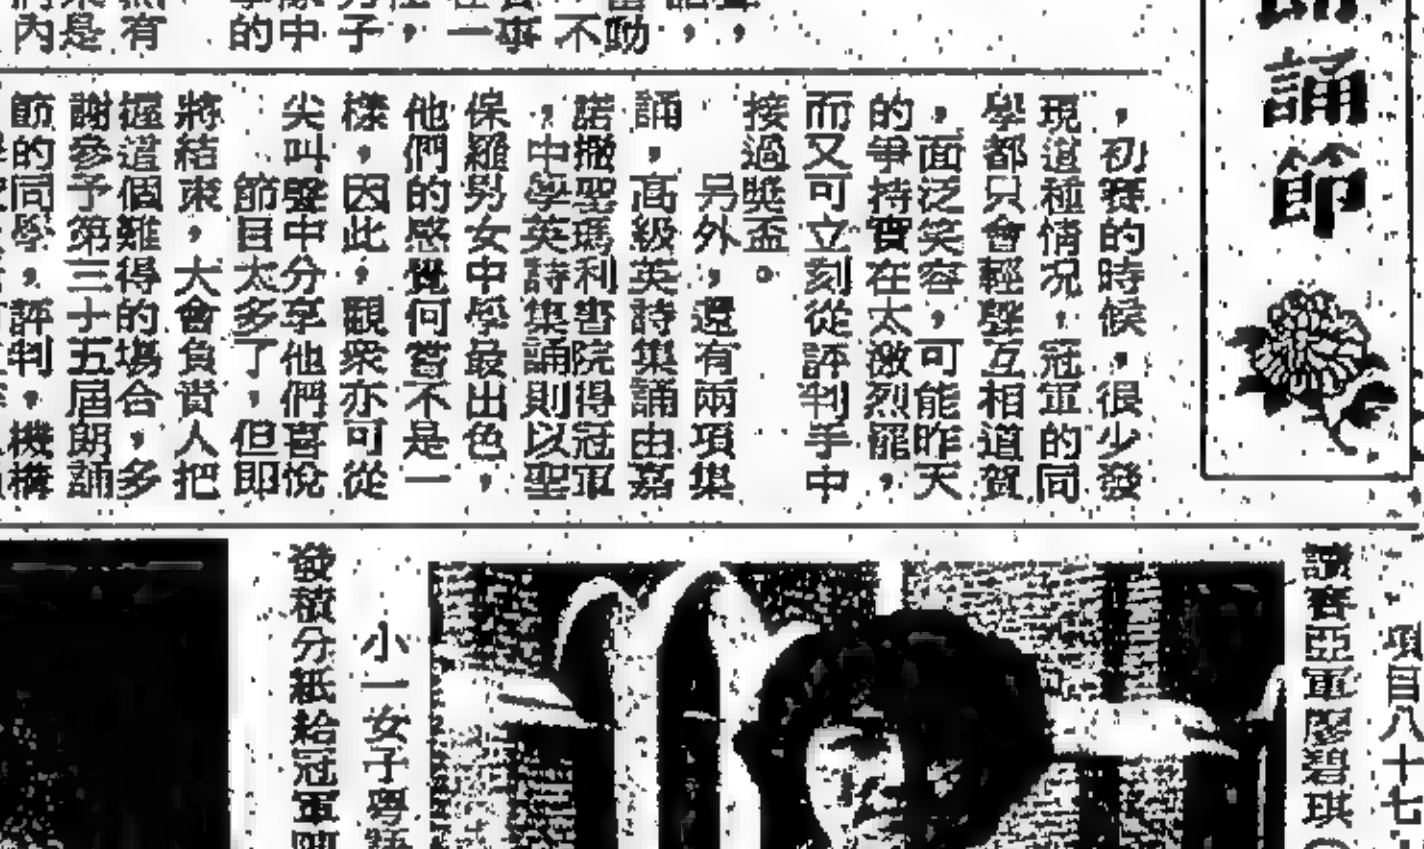 誦節
，初賽的時候，很少發
現這種情况，冠軍的同
學都只會輕聲互相道賀
，面泛笑容，可能昨天
的爭持實在太激烈罷，
而又可立刻從評判手中
接過獎盃。
另外，還有兩項集
誦，高級英詩集誦由嘉
諾撒聖瑪利書院得冠軍
，中學英詩集誦則以聖
保羅男女中學最出色，
他們的感覺何嘗不是一
樣，因此，觀衆亦可從
尖叫聲中分享他們喜悅
節目太多了，但即
將結束，大會負責人把
握這個難得的場合，多
謝參予第三十五屆朗誦
節的同學，評判，機構
項目八十七
讀賽亞軍廖碧琪
小一女子粵語
發積分紙給冠軍